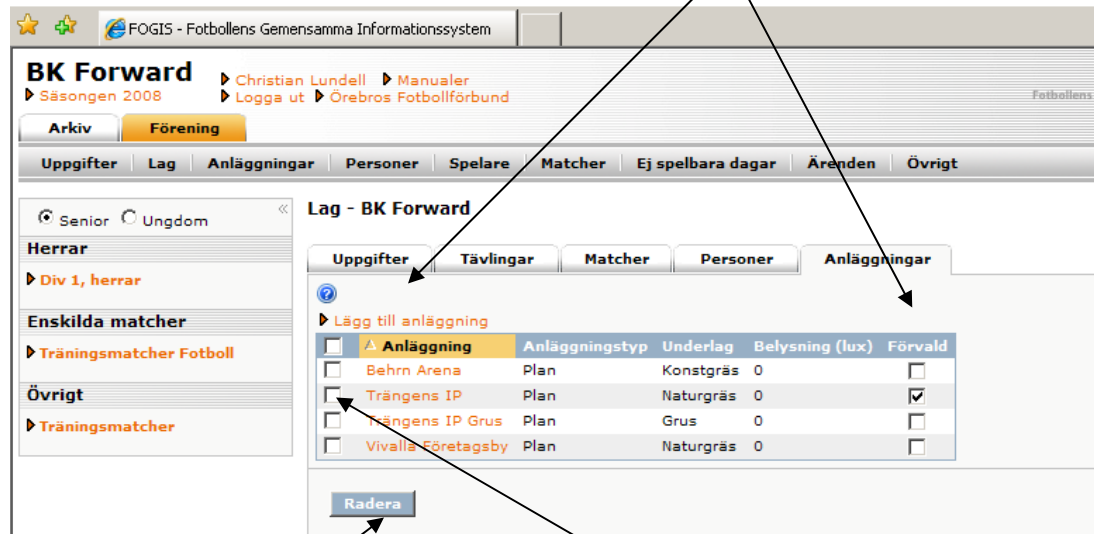 FOGIS - Fotbollens Gemensamma Informationssystem
BK Forward
Christian Lundell Manualer
Säsongen 2008 Logga ut Örebros Fotbollförbund
Fotbollens
Arkiv Förening
Uppgifter Lag Anläggningar Personer Spelare Matcher Ej spelbara dagar Ärenden Övrigt
Senior Ungdom «
Herrar
Div 1, herrar
Enskilda matcher
Träningsmatcher Fotboll
Övrigt
Träningsmatcher
Lag - BK Forward
Uppgifter Tävlingar Matcher Personer Anläggningar
Lägg till anläggning
Anläggning Anläggningstyp Underlag Belysning (lux) Förvald
Behrn Arena Plan Konstgräs 0
Trängens IP Plan Naturgräs 0
Trängens IP Grus Plan Grus 0
Vivalla Företagsby Plan Naturgräs 0
Radera